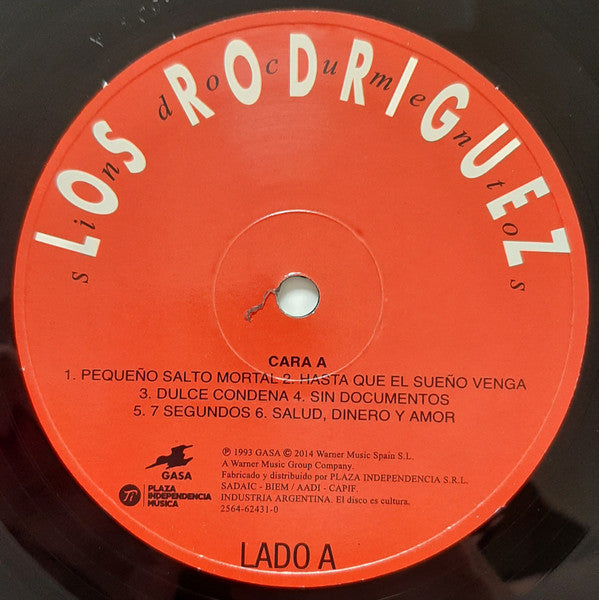 LOS RODRIGUEZ
sin documentos
CARA A
1. PEQUEÑO SALTO MORTAL 2. HASTA QUE EL SUEÑO VENGA
3. DULCE CONDENA 4. SIN DOCUMENTOS
5. 7 SEGUNDOS 6. SALUD, DINERO Y AMOR
GASA
PLAZA
INDEPENDENCIA
MÚSICA
℗ 1993 GASA © 2014 Warner Music Spain S.L.
A Warner Music Group Company.
Fabricado y distribuido por PLAZA INDEPENDENCIA S.R.L.
SADAIC - BIEM / AADI - CAPIF.
INDUSTRIA ARGENTINA. El disco es cultura.
2564-62431-0
LADO A